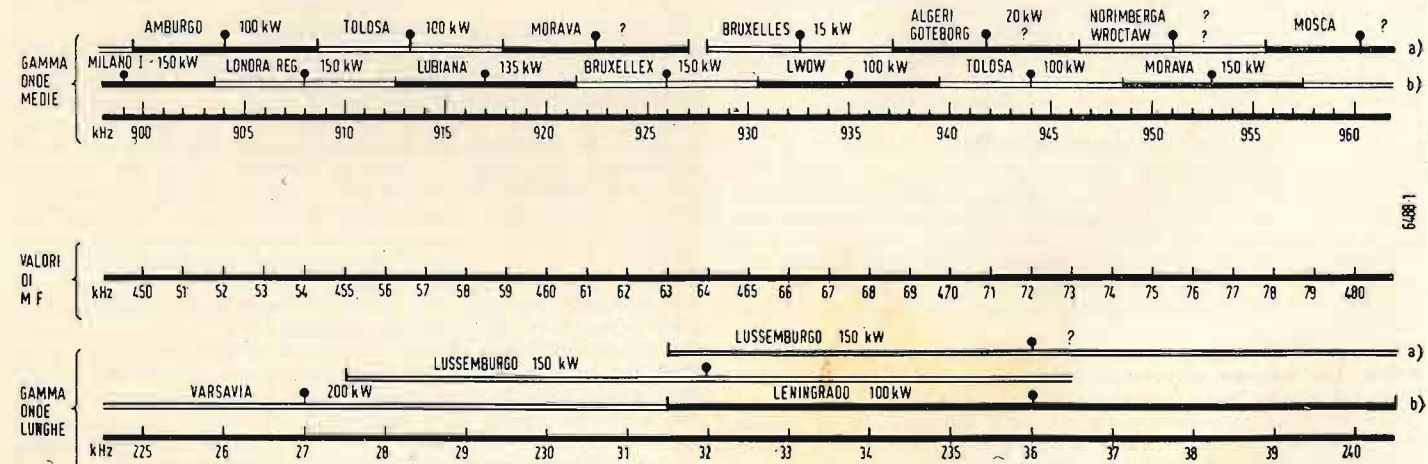 AMBURGO 100 kW TOLOSA 100 kW MORAVA ? BRUXELLES 15 kW ALGERI 20 kW NORIMBERGA ? MOSCA ? a)
GOTEBORG ? WROCTAW ?
GAMMA
ONDE
MEDIE
MILANO I - 150 kW LONDRA REG. 150 kW LUBIANA 135 kW BRUXELLEX 150 kW LWOW 100 kW TOLOSA 100 kW MORAVA 150 kW b)
kHz 900 905 910 915 920 925 930 935 940 945 950 955 960
6488-1
VALORI
DI
M F
kHz 450 51 52 53 54 455 56 57 58 59 460 61 62 63 64 465 66 67 68 69 470 71 72 73 74 75 76 77 78 79 480
LUSSEMBURGO 150 kW ? a)
LUSSEMBURGO 150 kW
GAMMA
ONDE
LUNGHE
VARSAVIA 200 kW LENINGRADO 100 kW b)
kHz 225 26 27 28 29 230 31 32 33 34 235 36 37 38 39 240